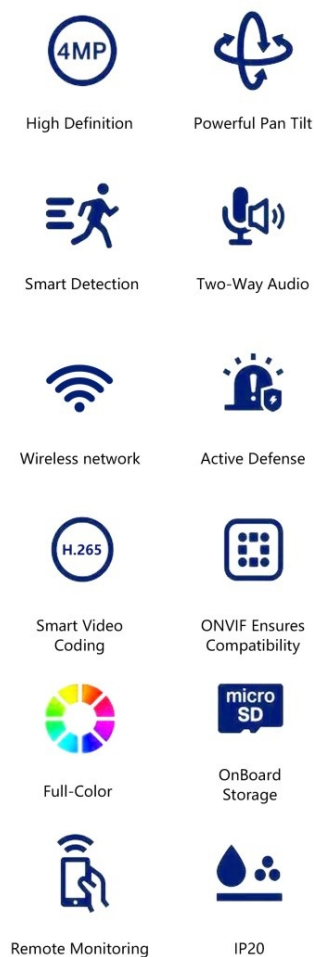 4MP
High Definition
Powerful Pan Tilt
Smart Detection
Two-Way Audio
Wireless network
Active Defense
H.265
Smart Video
Coding
ONVIF Ensures
Compatibility
Full-Color
micro
SD
OnBoard
Storage
Remote Monitoring
IP20